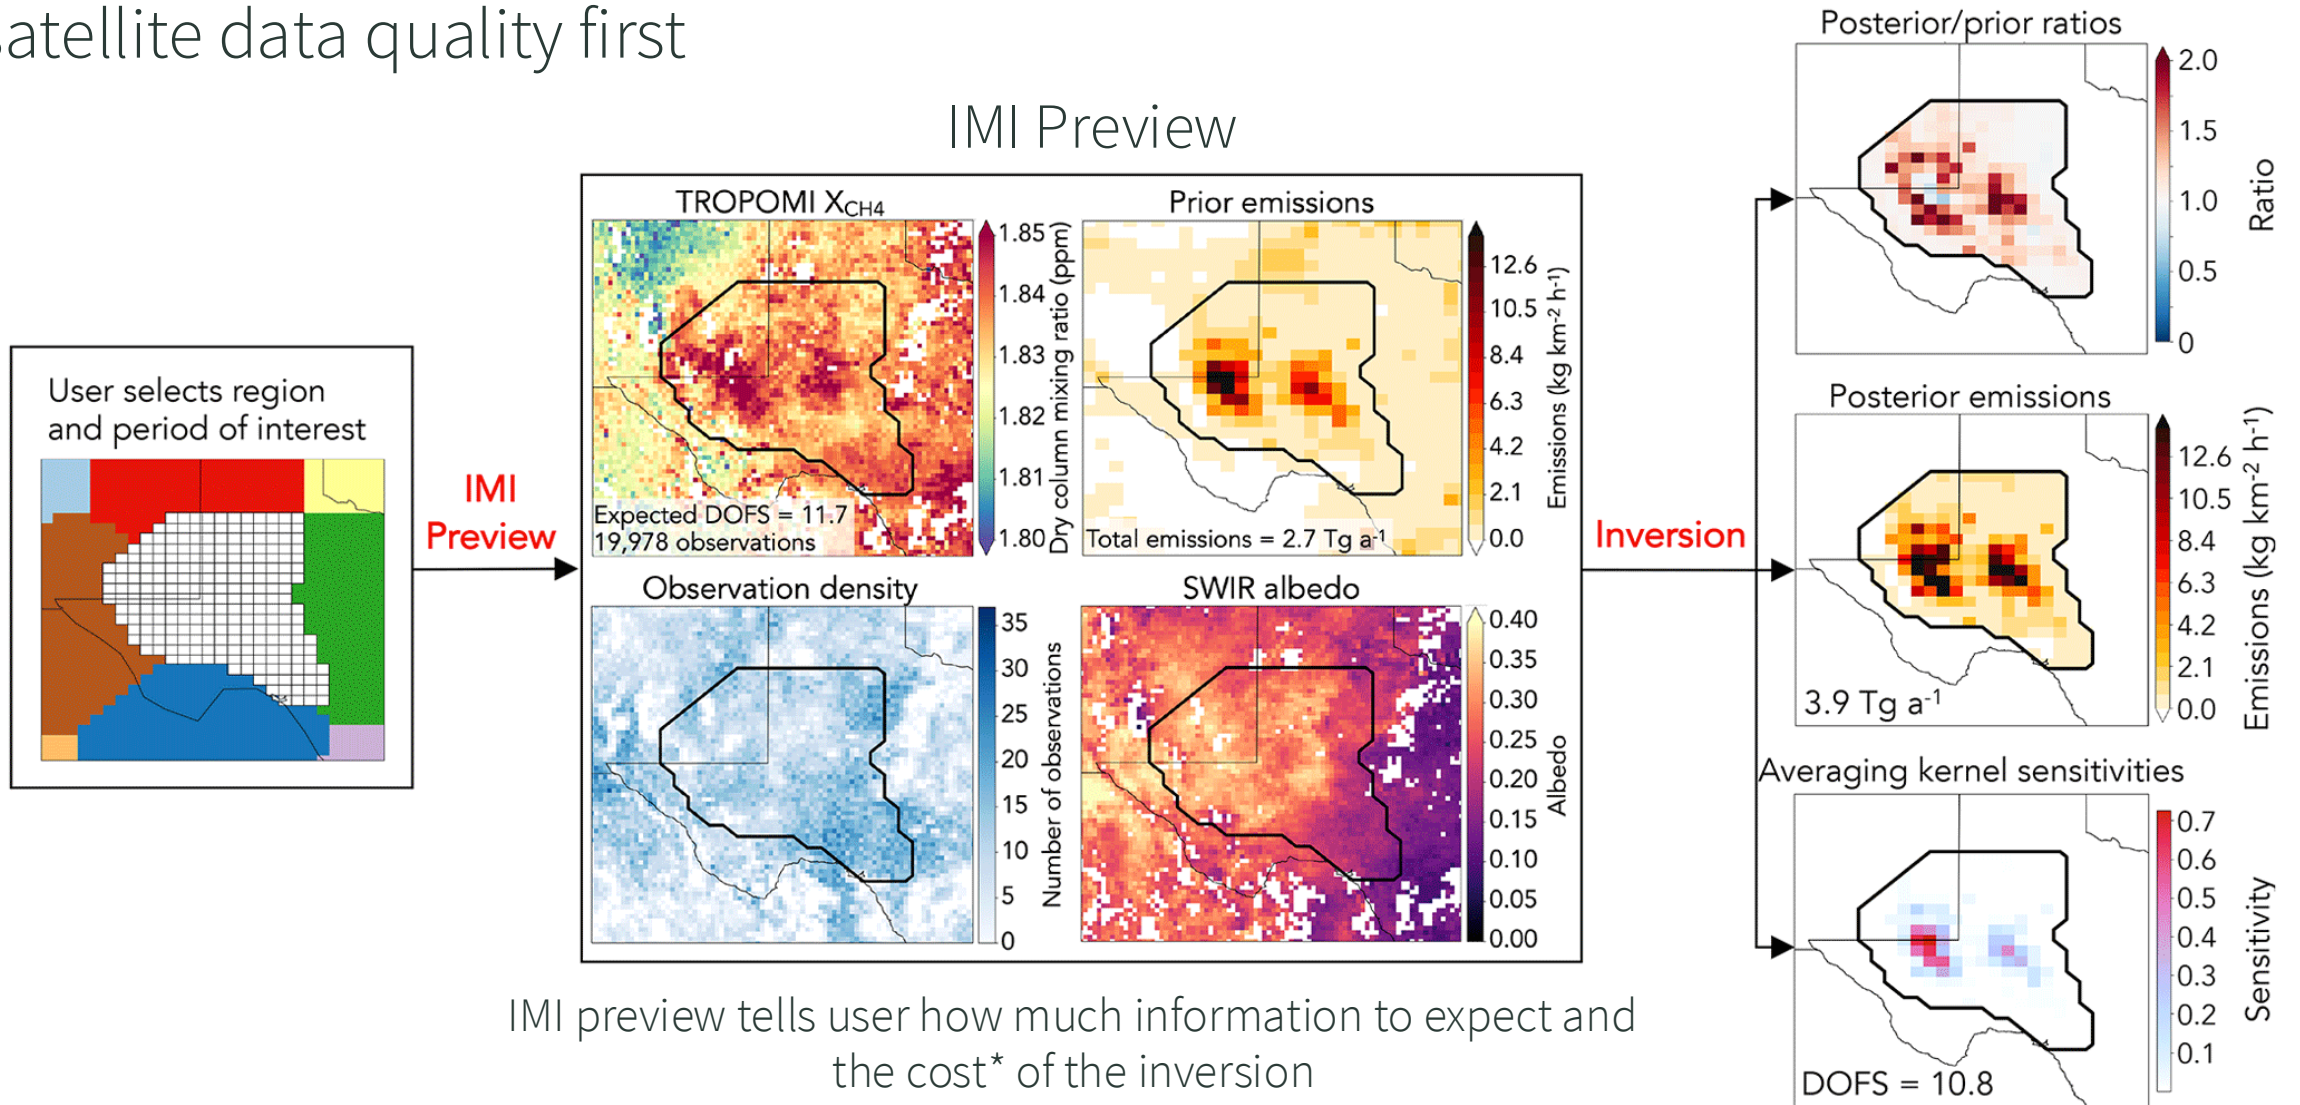 satellite data quality first
IMI Preview
User selects region
and period of interest
IMI
Preview
TROPOMI XCH4
1.85
1.84
1.83
1.82
1.81
1.80
Dry column mixing ratio (ppm)
Expected DOFS = 11.7
19,978 observations
Prior emissions
12.6
10.5
8.4
6.3
4.2
2.1
0.0
Emissions (kg km-2 h-1)
Total emissions = 2.7 Tg a-1
Observation density
35
30
25
20
15
10
5
0
Number of observations
SWIR albedo
0.40
0.35
0.30
0.25
0.20
0.15
0.10
0.05
0.00
Albedo
IMI preview tells user how much information to expect and
the cost* of the inversion
Inversion
Posterior/prior ratios
2.0
1.5
1.0
0.5
0
Ratio
Posterior emissions
12.6
10.5
8.4
6.3
4.2
2.1
0.0
Emissions (kg km-2 h-1)
3.9 Tg a-1
Averaging kernel sensitivities
0.7
0.6
0.5
0.4
0.3
0.2
0.1
Sensitivity
DOFS = 10.8